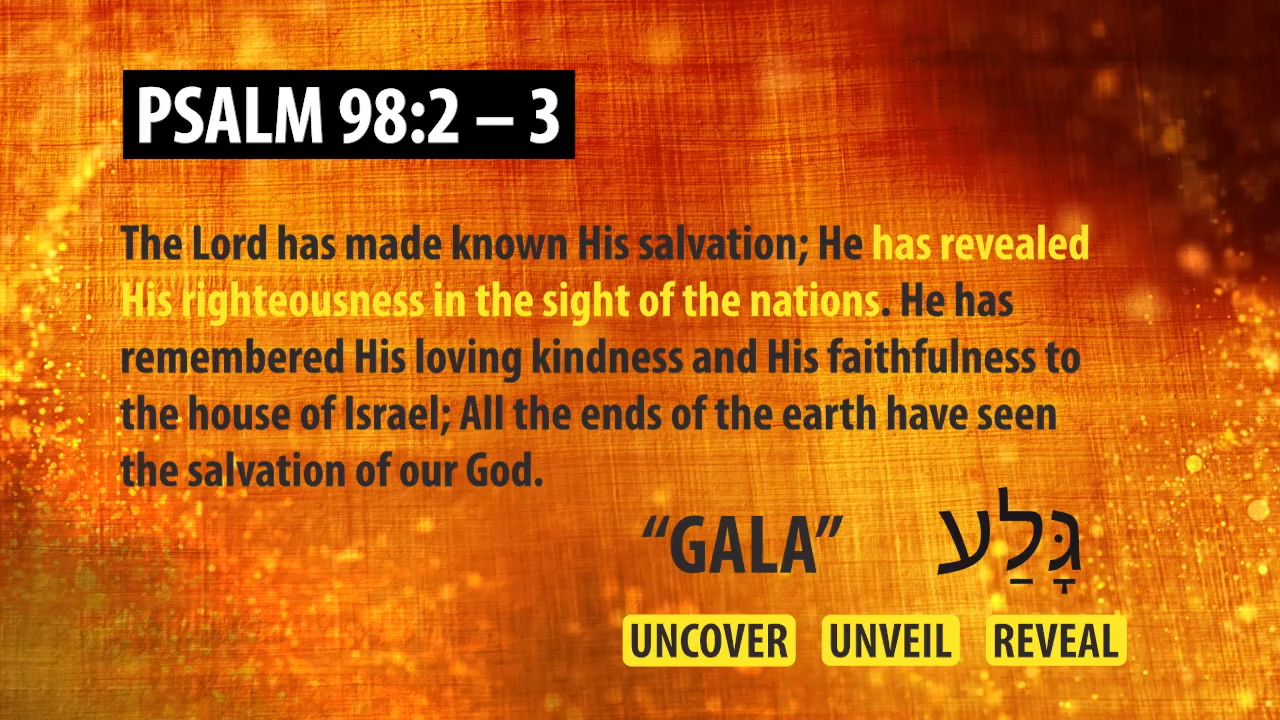 PSALM 98:2 – 3
The Lord has made known His salvation; He has revealed
His righteousness in the sight of the nations. He has
remembered His loving kindness and His faithfulness to
the house of Israel; All the ends of the earth have seen
the salvation of our God.
“GALA” גָּלַע
UNCOVER UNVEIL REVEAL